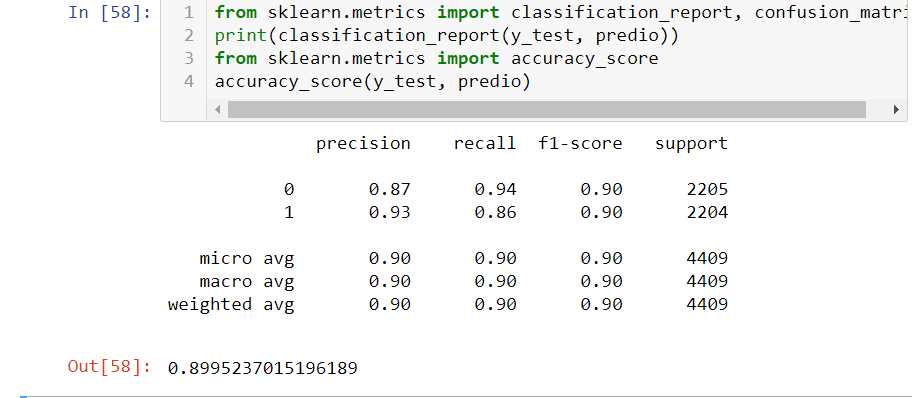 In [58]:
1 from sklearn.metrics import classification_report, confusion_matri
2 print(classification_report(y_test, predio))
3 from sklearn.metrics import accuracy_score
4 accuracy_score(y_test, predio)
precision recall f1-score support
0 0.87 0.94 0.90 2205
1 0.93 0.86 0.90 2204
micro avg 0.90 0.90 0.90 4409
macro avg 0.90 0.90 0.90 4409
weighted avg 0.90 0.90 0.90 4409
Out[58]: 0.8995237015196189